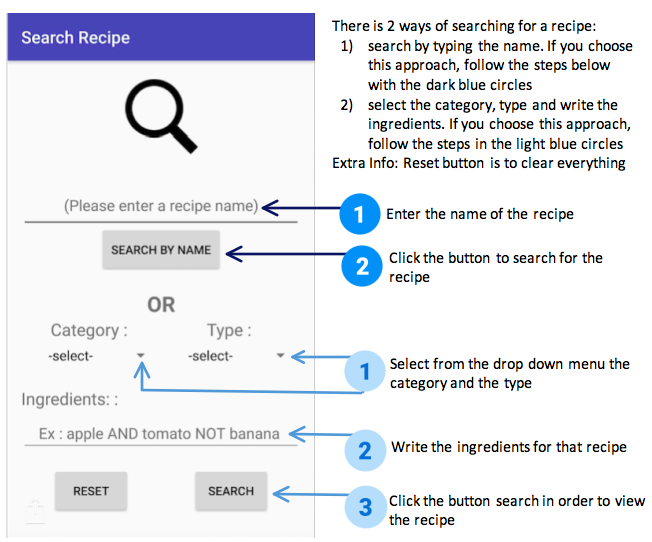 Search Recipe
There is 2 ways of searching for a recipe:
1) search by typing the name. If you choose
this approach, follow the steps below
with the dark blue circles
2) select the category, type and write the
ingredients. If you choose this approach,
follow the steps in the light blue circles
Extra Info: Reset button is to clear everything
(Please enter a recipe name)
1 Enter the name of the recipe
SEARCH BY NAME
2 Click the button to search for the
recipe
OR
Category : Type :
-select- -select-
1 Select from the drop down menu the
category and the type
Ingredients: :
Ex : apple AND tomato NOT banana
2 Write the ingredients for that recipe
RESET SEARCH
3 Click the button search in order to view
the recipe